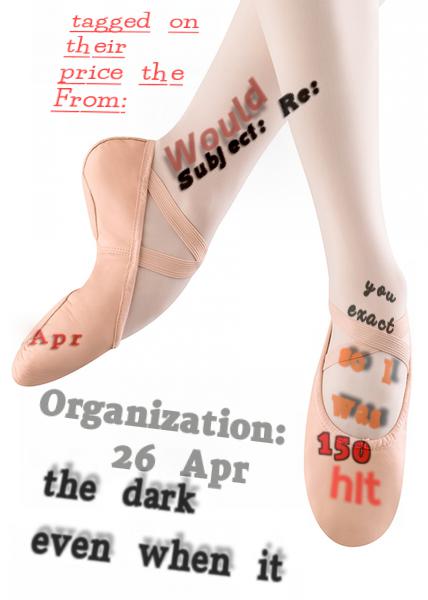 tagged on
their
price the
From:
Would
Subject: Re:
you
exact
Apr
so I
was
150
hit
Organization:
26 Apr
the dark
even when it